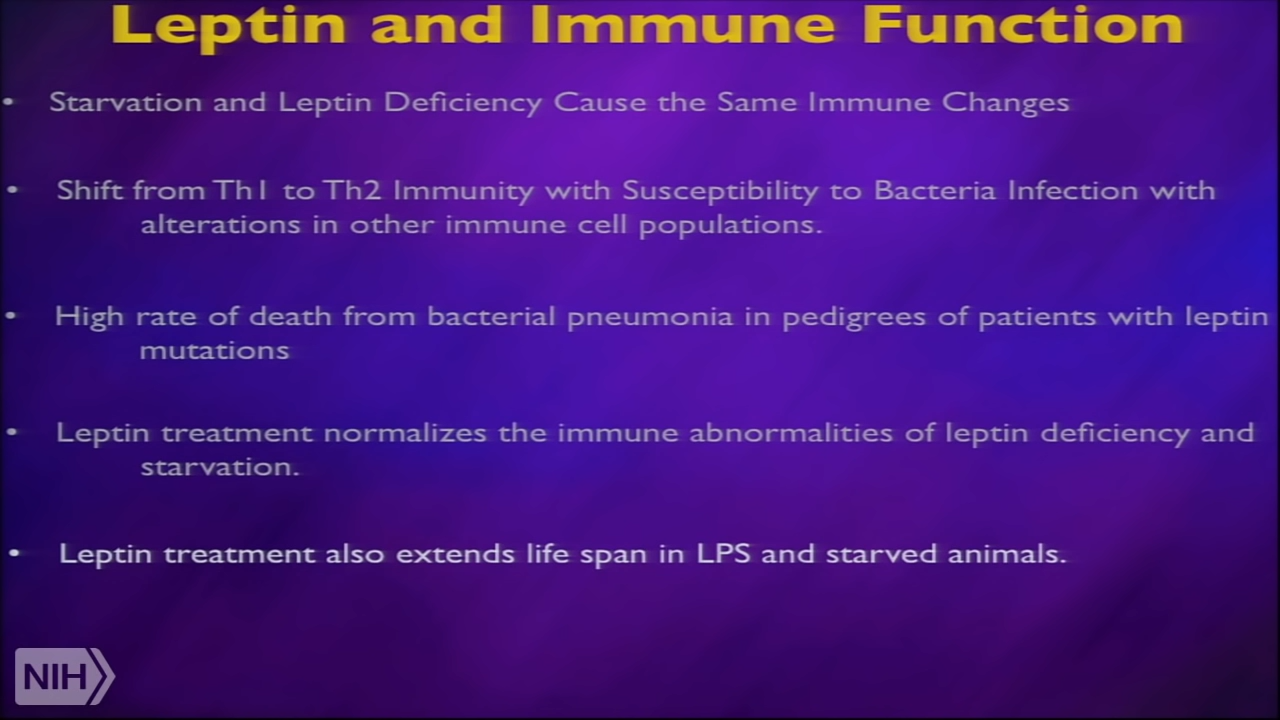 Leptin and Immune Function
• Starvation and Leptin Deficiency Cause the Same Immune Changes
• Shift from Th1 to Th2 Immunity with Susceptibility to Bacteria Infection with
alterations in other immune cell populations.
• High rate of death from bacterial pneumonia in pedigrees of patients with leptin
mutations
• Leptin treatment normalizes the immune abnormalities of leptin deficiency and
starvation.
• Leptin treatment also extends life span in LPS and starved animals.
NIH